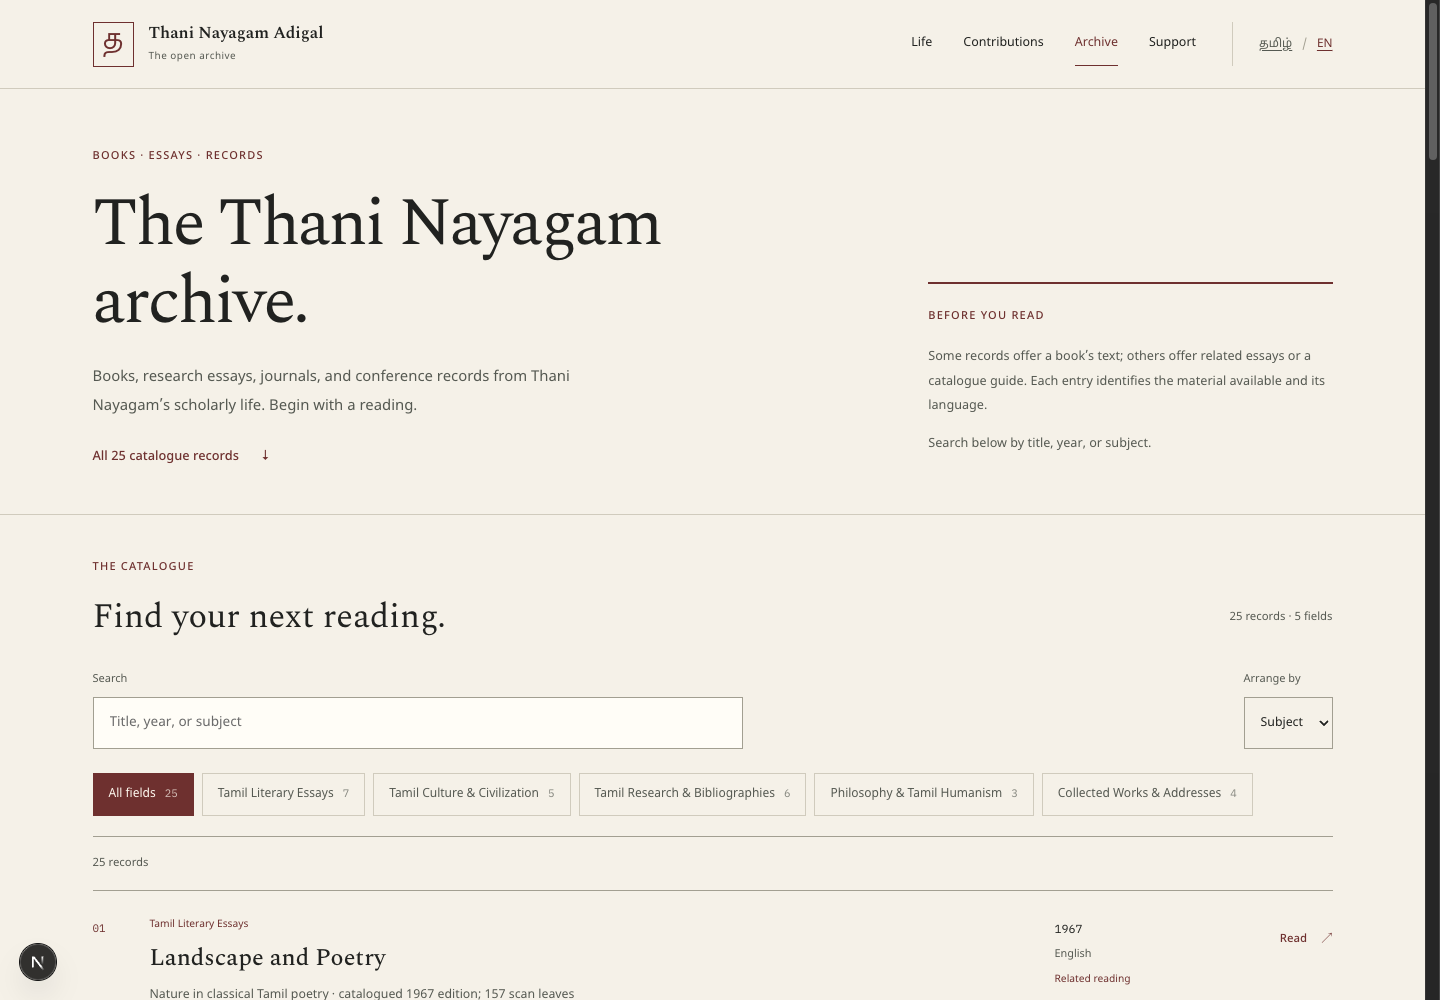 த
Thani Nayagam Adigal
The open archive
Life
Contributions
Archive
Support
தமிழ் / EN
BOOKS · ESSAYS · RECORDS
The Thani Nayagam
archive.
Books, research essays, journals, and conference records from Thani
Nayagam’s scholarly life. Begin with a reading.
All 25 catalogue records ↓
BEFORE YOU READ
Some records offer a book’s text; others offer related essays or a
catalogue guide. Each entry identifies the material available and its
language.
Search below by title, year, or subject.
THE CATALOGUE
Find your next reading.
25 records · 5 fields
Search
Title, year, or subject
Arrange by
Subject
All fields 25
Tamil Literary Essays 7
Tamil Culture & Civilization 5
Tamil Research & Bibliographies 6
Philosophy & Tamil Humanism 3
Collected Works & Addresses 4
25 records
01
Tamil Literary Essays
Landscape and Poetry
Nature in classical Tamil poetry · catalogued 1967 edition; 157 scan leaves
1967
English
Related reading
Read ↗
N